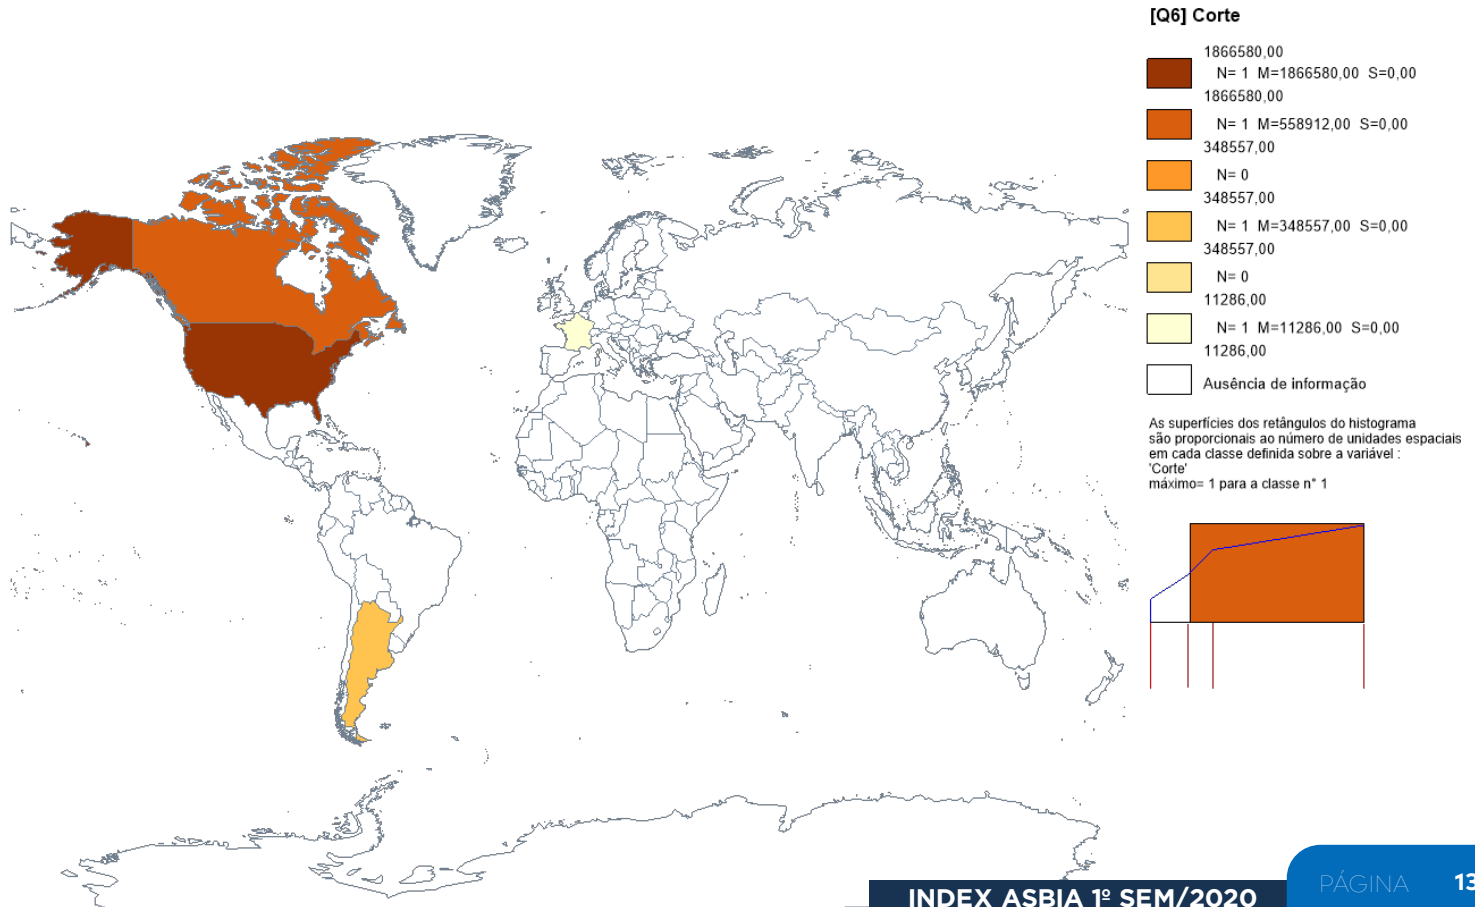 [Q6] Corte
1866580,00
N= 1 M=1866580,00 S=0,00
1866580,00
N= 1 M=558912,00 S=0,00
348557,00
N= 0
348557,00
N= 1 M=348557,00 S=0,00
348557,00
N= 0
11286,00
N= 1 M=11286,00 S=0,00
11286,00
Ausência de informação
As superfícies dos retângulos do histograma
são proporcionais ao número de unidades espaciais
em cada classe definida sobre a variável :
'Corte'
máximo= 1 para a classe n° 1
INDEX ASBIA 1º SEM/2020
PÁGINA 13